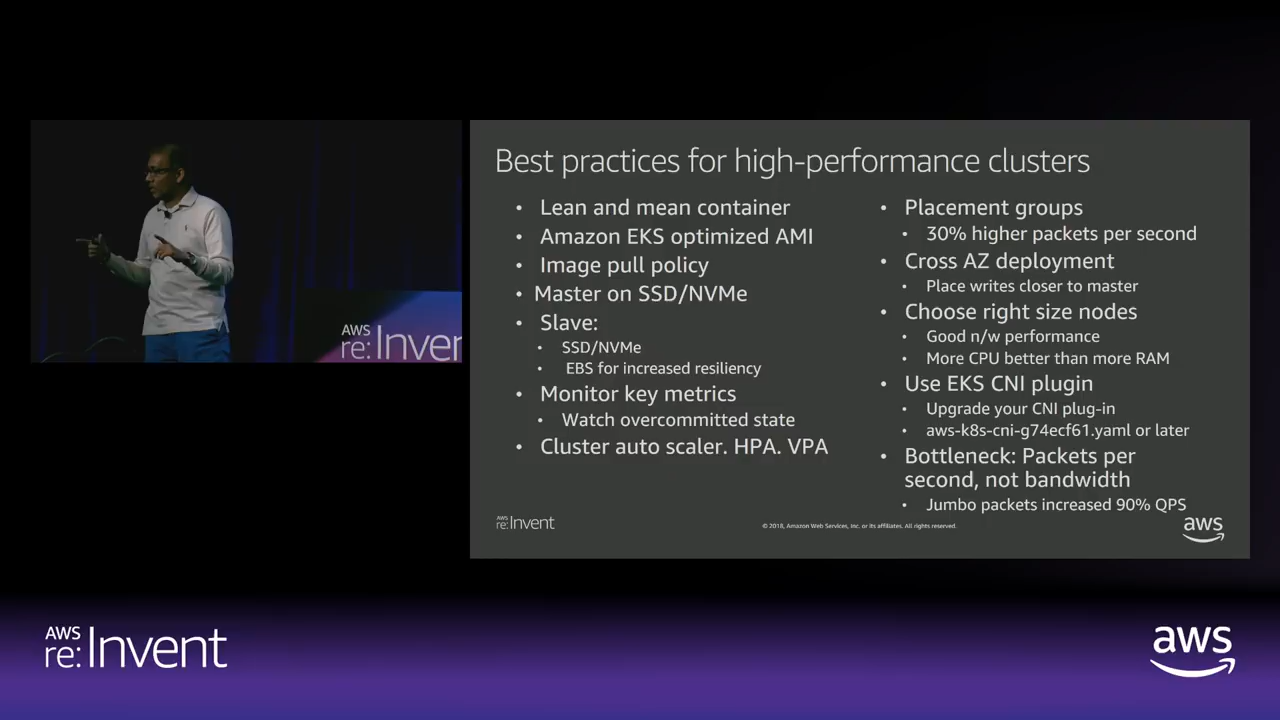 Best practices for high-performance clusters
• Lean and mean container
• Amazon EKS optimized AMI
• Image pull policy
• Master on SSD/NVMe
• Slave:
• SSD/NVMe
• EBS for increased resiliency
• Monitor key metrics
• Watch overcommitted state
• Cluster auto scaler. HPA. VPA
• Placement groups
• 30% higher packets per second
• Cross AZ deployment
• Place writes closer to master
• Choose right size nodes
• Good n/w performance
• More CPU better than more RAM
• Use EKS CNI plugin
• Upgrade your CNI plug-in
• aws-k8s-cni-g74ecf61.yaml or later
• Bottleneck: Packets per
second, not bandwidth
• Jumbo packets increased 90% QPS
AWS
re:Invent
© 2018, Amazon Web Services, Inc. or its affiliates. All rights reserved.
aws
AWS
re:Inven
AWS
re:Invent
aws